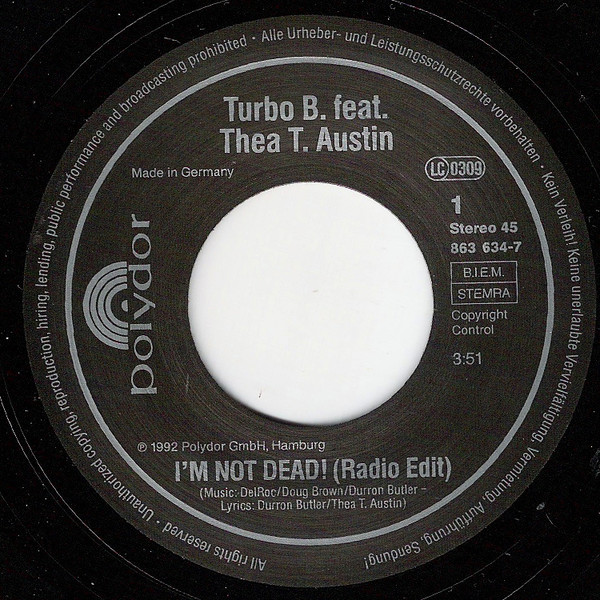 Alle Urheber- und Leistungsschutzrechte vorbehalten · Kein Verleih! Keine unerlaubte Vervielfältigung, Vermietung, Aufführung, Sendung!
All rights reserved · Unauthorized copying, reproduction, hiring, lending, public performance and broadcasting prohibited ·
Turbo B. feat.
Thea T. Austin
Made in Germany
LC 0309
1
Stereo 45
863 634-7
B.I.E.M.
STEMRA
Copyright
Control
3:51
polydor
℗ 1992 Polydor GmbH, Hamburg
I'M NOT DEAD! (Radio Edit)
(Music: DelRoc/Doug Brown/Durron Butler –
Lyrics: Durron Butler/Thea T. Austin)